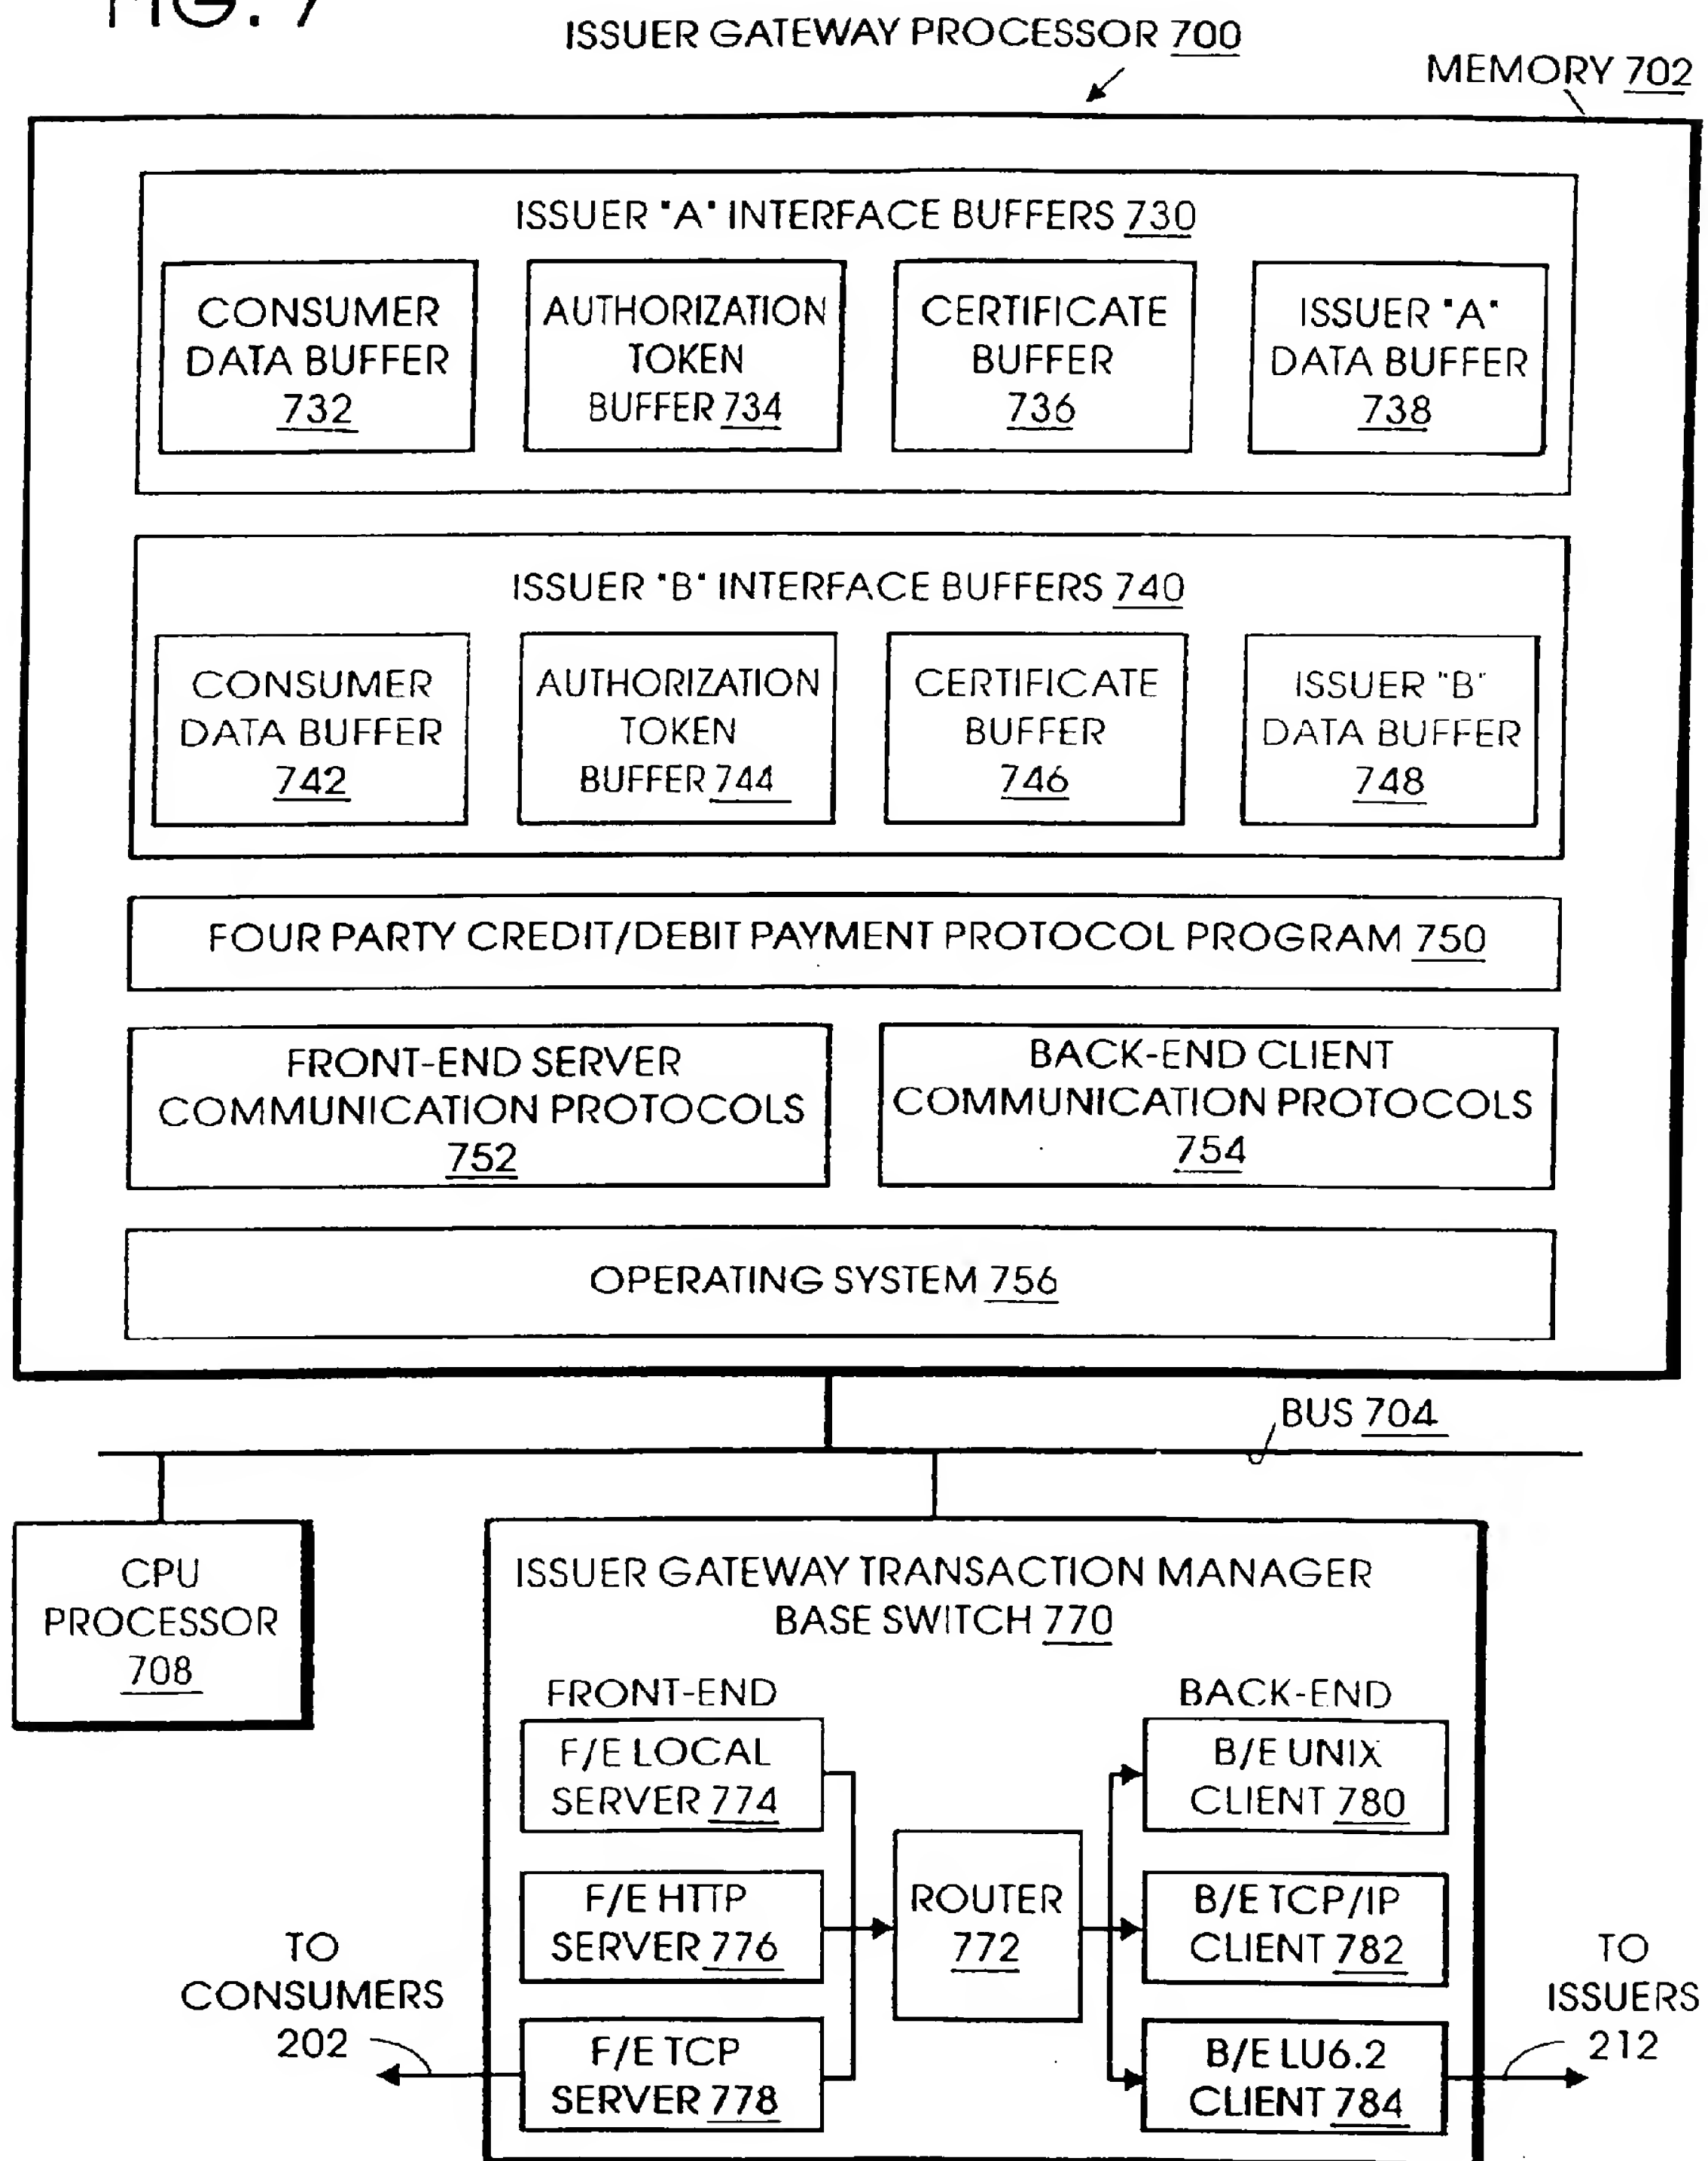 FIG. 7
ISSUER GATEWAY PROCESSOR 700
MEMORY 702
ISSUER "A" INTERFACE BUFFERS 730
CONSUMER
DATA BUFFER
732
AUTHORIZATION
TOKEN
BUFFER 734
CERTIFICATE
BUFFER
736
ISSUER "A"
DATA BUFFER
738
ISSUER "B" INTERFACE BUFFERS 740
CONSUMER
DATA BUFFER
742
AUTHORIZATION
TOKEN
BUFFER 744
CERTIFICATE
BUFFER
746
ISSUER "B"
DATA BUFFER
748
FOUR PARTY CREDIT/DEBIT PAYMENT PROTOCOL PROGRAM 750
FRONT-END SERVER
COMMUNICATION PROTOCOLS
752
BACK-END CLIENT
COMMUNICATION PROTOCOLS
754
OPERATING SYSTEM 756
BUS 704
CPU
PROCESSOR
708
ISSUER GATEWAY TRANSACTION MANAGER
BASE SWITCH 770
FRONT-END
F/E LOCAL
SERVER 774
F/E HTTP
SERVER 776
F/E TCP
SERVER 778
ROUTER
772
BACK-END
B/E UNIX
CLIENT 780
B/E TCP/IP
CLIENT 782
B/E LU6.2
CLIENT 784
TO
CONSUMERS
202
TO
ISSUERS
212